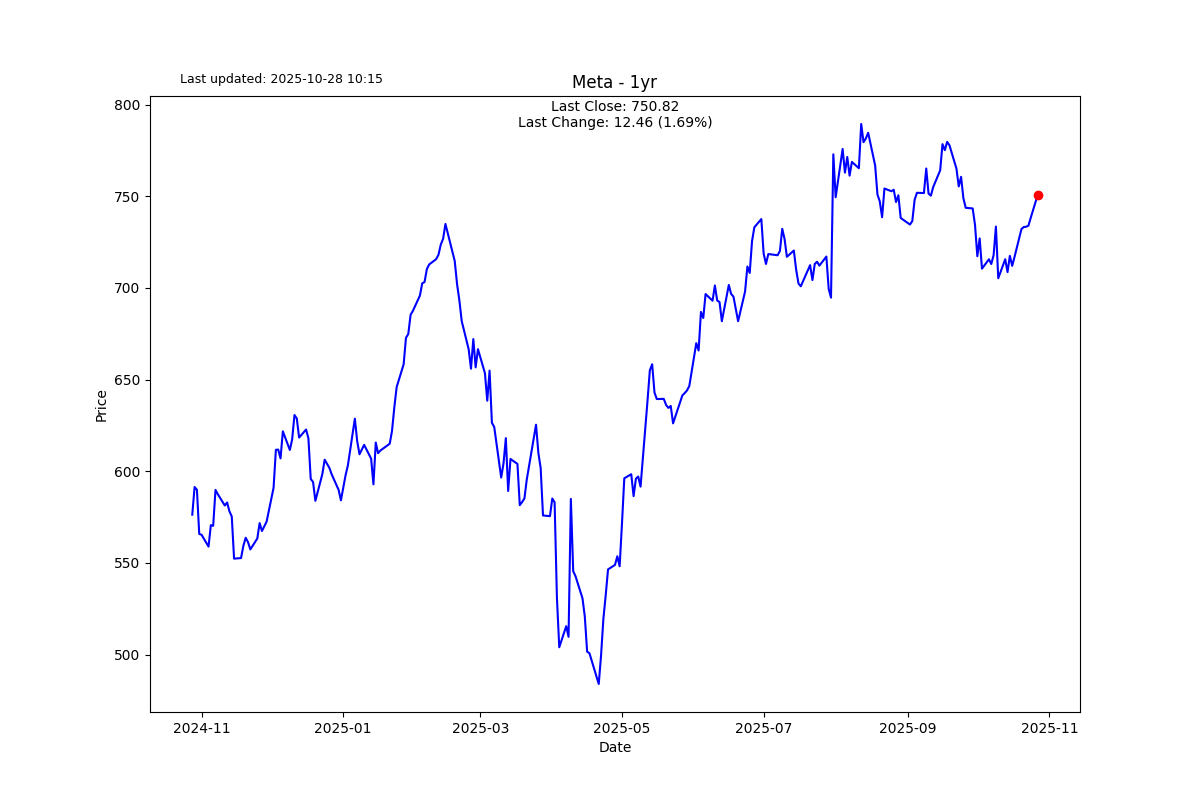 Last updated: 2025-10-28 10:15
Meta - 1yr
Last Close: 750.82
Last Change: 12.46 (1.69%)
800
750
700
650
600
550
500
Price
2024-11
2025-01
2025-03
2025-05
2025-07
2025-09
2025-11
Date